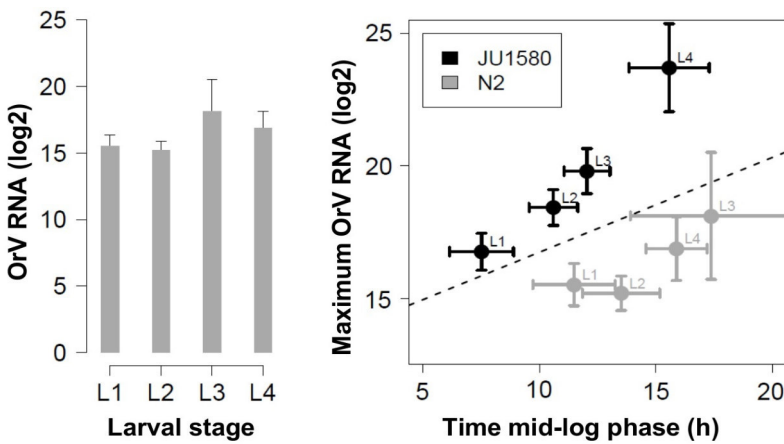 OrV RNA (log2)
25
20
15
10
5
0
L1 L2 L3 L4
Larval stage
Maximum OrV RNA (log2)
25
20
15
JU1580
N2
L4
L3
L2
L1
L3
L4
L1
L2
5 10 15 20
Time mid-log phase (h)